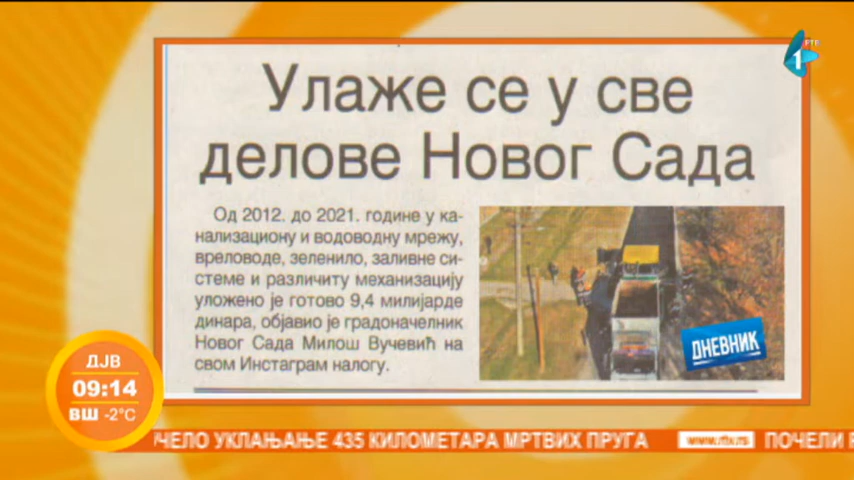 РТВ
1
Улаже се у све
делове Новог Сада
Од 2012. до 2021. године у ка-
нализациону и водоводну мрежу,
вреловоде, зеленило, заливне си-
стеме и различиту механизацију
уложено је готово 9,4 милијарде
динара, објавио је градоначелник
Новог Сада Милош Вучевић на
свом Инстаграм налогу.
ДНЕВНИК
ДЈВ
09:14
ВШ -2°C
ЧЕЛО УКЛАЊАЊЕ 435 КИЛОМЕТАРА МРТВИХ ПРУГА
ПОЧЕЛИ